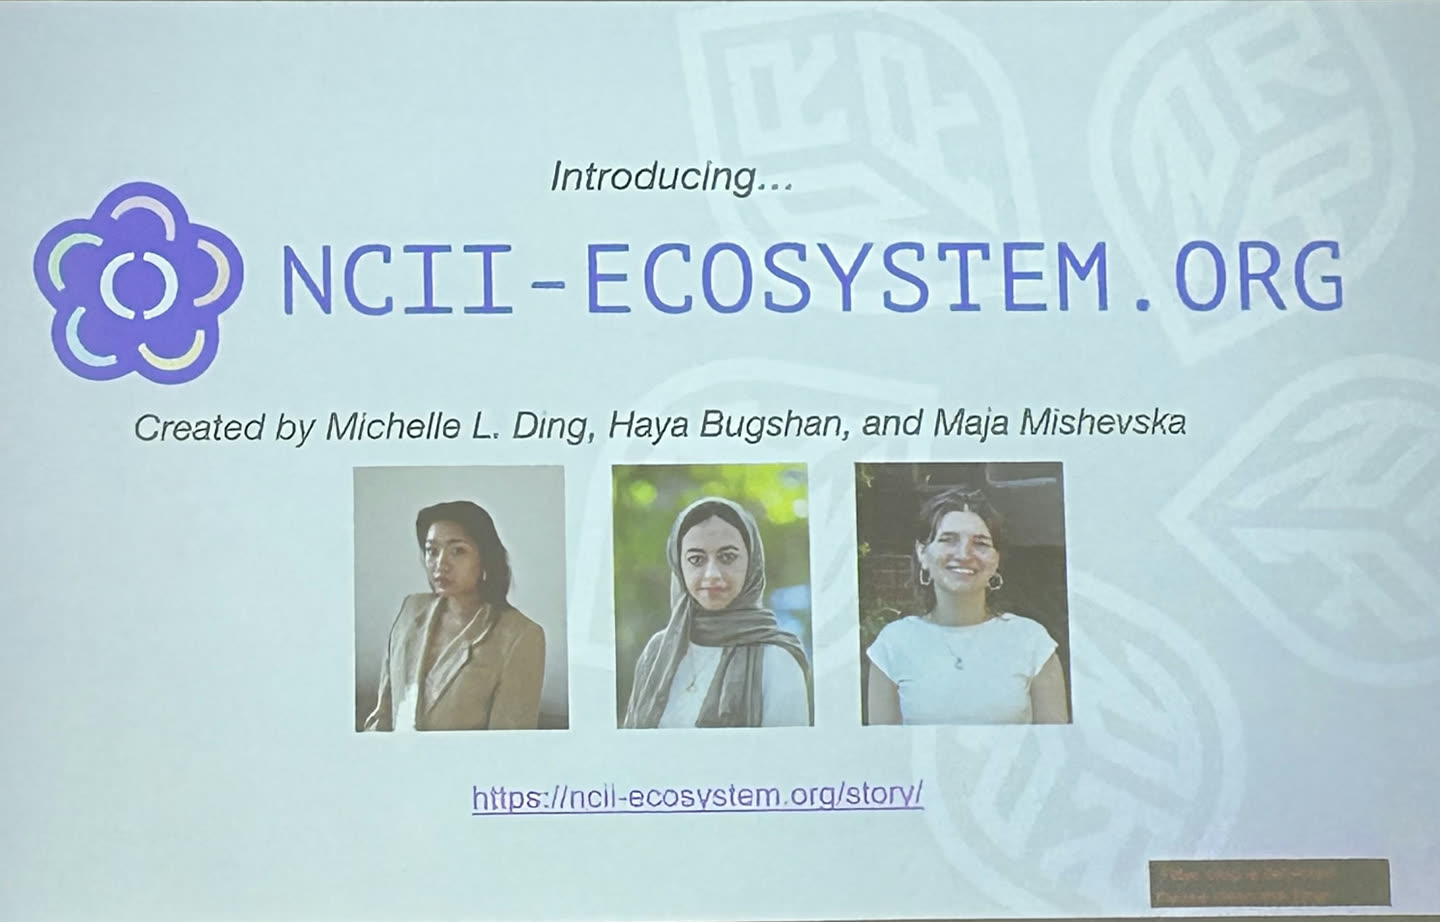 Introducing...
NCII-ECOSYSTEM.ORG
Created by Michelle L. Ding, Haya Bugshan, and Maja Mishevska
https://ncii-ecosystem.org/story/